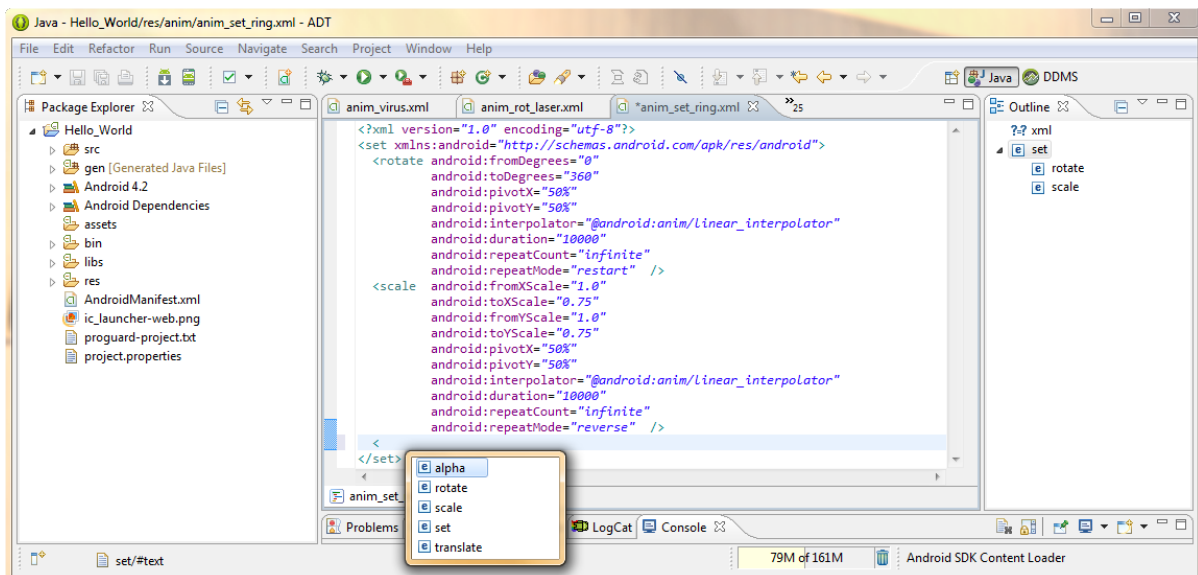 Java - Hello_World/res/anim/anim_set_ring.xml - ADT
File Edit Refactor Run Source Navigate Search Project Window Help
Java DDMS
Package Explorer
Hello_World
src
gen [Generated Java Files]
Android 4.2
Android Dependencies
assets
bin
libs
res
AndroidManifest.xml
ic_launcher-web.png
proguard-project.txt
project.properties
anim_virus.xml anim_rot_laser.xml *anim_set_ring.xml »25
<?xml version="1.0" encoding="utf-8"?>
<set xmlns:android="http://schemas.android.com/apk/res/android">
<rotate android:fromDegrees="0"
android:toDegrees="360"
android:pivotX="50%"
android:pivotY="50%"
android:interpolator="@android:anim/linear_interpolator"
android:duration="10000"
android:repeatCount="infinite"
android:repeatMode="restart" />
<scale android:fromXScale="1.0"
android:toXScale="0.75"
android:fromYScale="1.0"
android:toYScale="0.75"
android:pivotX="50%"
android:pivotY="50%"
android:interpolator="@android:anim/linear_interpolator"
android:duration="10000"
android:repeatCount="infinite"
android:repeatMode="reverse" />
<
</set>
alpha
rotate
scale
set
translate
anim_set_
Problems LogCat Console
Outline
?=? xml
e set
e rotate
e scale
set/#text
79M of 161M
Android SDK Content Loader